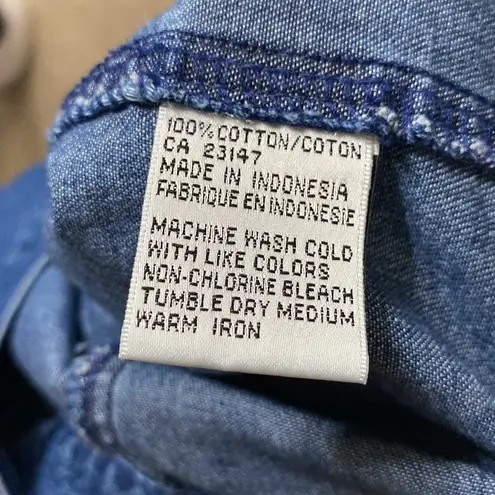 100% COTTON/COTON
CA 23147
MADE IN INDONESIA
FABRIQUE EN INDONESIE
MACHINE WASH COLD
WITH LIKE COLORS
NON-CHLORINE BLEACH
TUMBLE DRY MEDIUM
WARM IRON